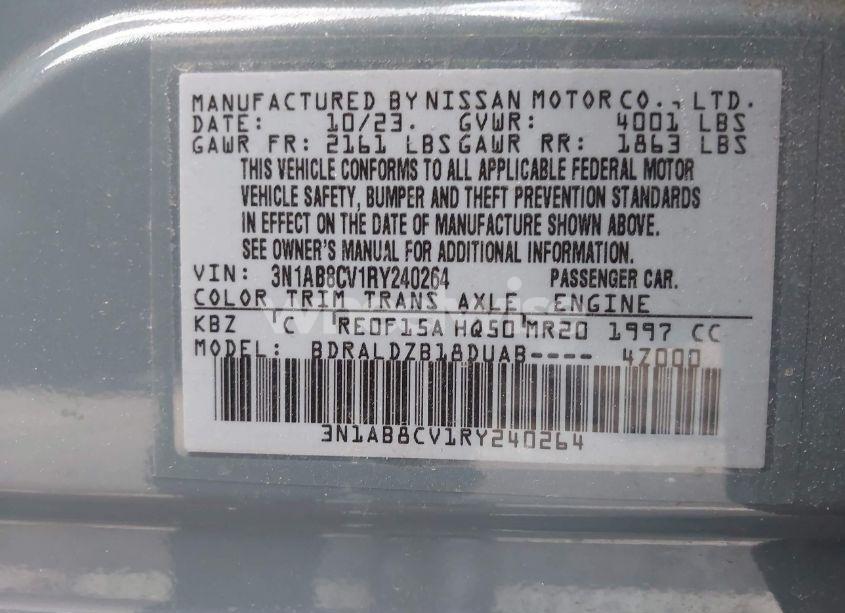 MANUFACTURED BY NISSAN MOTOR CO., LTD.
DATE: 10/23. GVWR: 4001 LBS
GAWR FR: 2161 LBS GAWR RR: 1863 LBS
THIS VEHICLE CONFORMS TO ALL APPLICABLE FEDERAL MOTOR
VEHICLE SAFETY, BUMPER AND THEFT PREVENTION STANDARDS
IN EFFECT ON THE DATE OF MANUFACTURE SHOWN ABOVE.
SEE OWNER'S MANUAL FOR ADDITIONAL INFORMATION.
VIN: 3N1AB8CV1RY240264 PASSENGER CAR.
COLOR TRIM TRANS AXLE ENGINE
KBZ C RE0F15A HQ50 MR20 1997 CC
MODEL: BDRALDZB18DUAB---- 4Z000
3N1AB8CV1RY240264